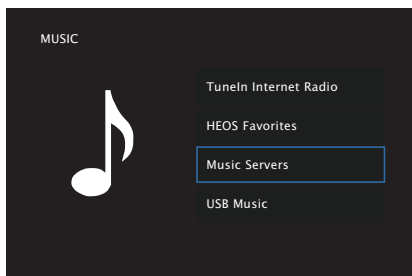 MUSIC
TuneIn Internet Radio
HEOS Favorites
Music Servers
USB Music